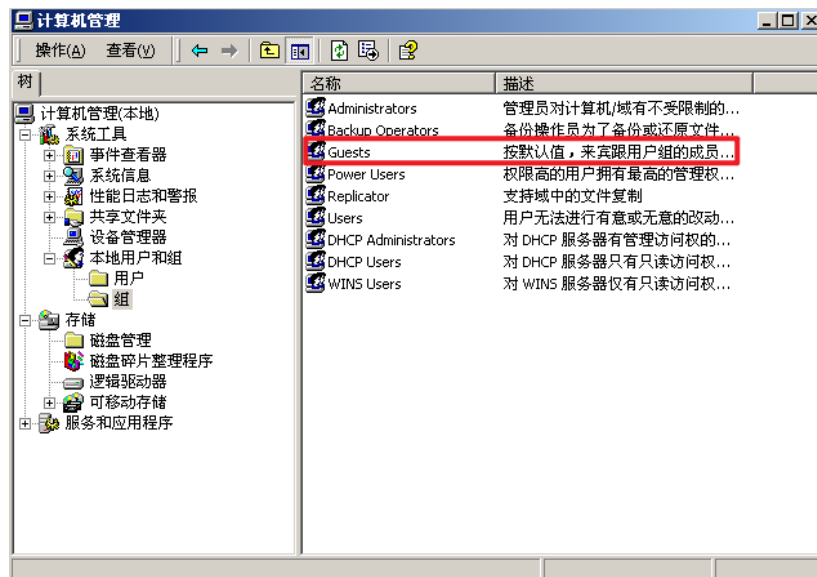 计算机管理
操作(A) 查看(V)
树
名称 描述
计算机管理(本地)
系统工具
事件查看器
系统信息
性能日志和警报
共享文件夹
设备管理器
本地用户和组
用户
组
存储
磁盘管理
磁盘碎片整理程序
逻辑驱动器
可移动存储
服务和应用程序
Administrators 管理员对计算机/域有不受限制的...
Backup Operators 备份操作员为了备份或还原文件...
Guests 按默认值，来宾跟用户组的成员...
Power Users 权限高的用户拥有最高的管理权...
Replicator 支持域中的文件复制
Users 用户无法进行有意或无意的改动...
DHCP Administrators 对 DHCP 服务器有管理访问权的...
DHCP Users 对 DHCP 服务器只有只读访问权...
WINS Users 对 WINS 服务器仅有只读访问权...